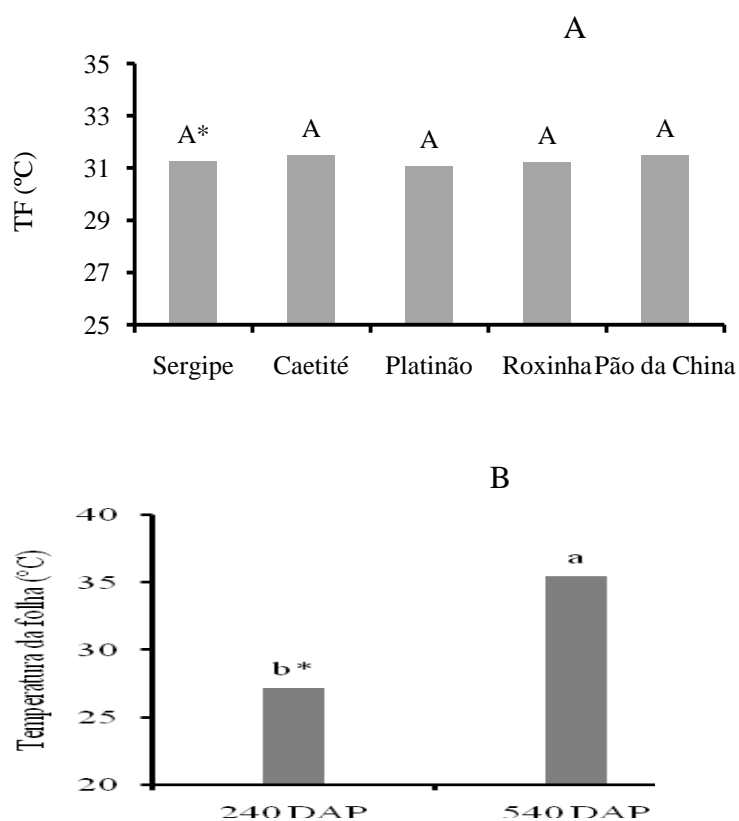 A
35
33
31
29
27
25
TF (ºC)
A* A A A A
Sergipe Caetité Platinão Roxinha Pão da China
B
40
35
30
25
20
Temperatura da folha (°C)
a
b *
240 DAP 540 DAP